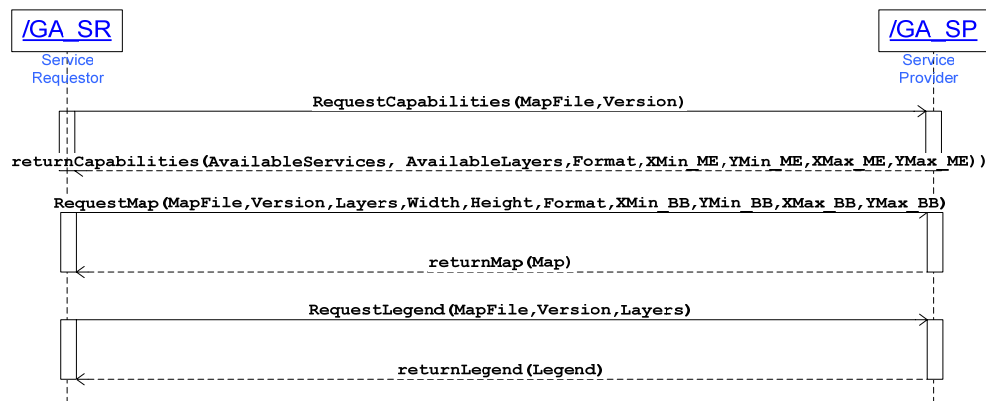 /GA_SR
/GA_SP
Service
Requestor
Service
Provider
RequestCapabilities(MapFile,Version)
returnCapabilities(AvailableServices, AvailableLayers,Format,XMin_ME,YMin_ME,XMax_ME,YMax_ME))
RequestMap(MapFile,Version,Layers,Width,Height,Format,XMin_BB,YMin_BB,XMax_BB,YMax_BB)
returnMap(Map)
RequestLegend(MapFile,Version,Layers)
returnLegend(Legend)